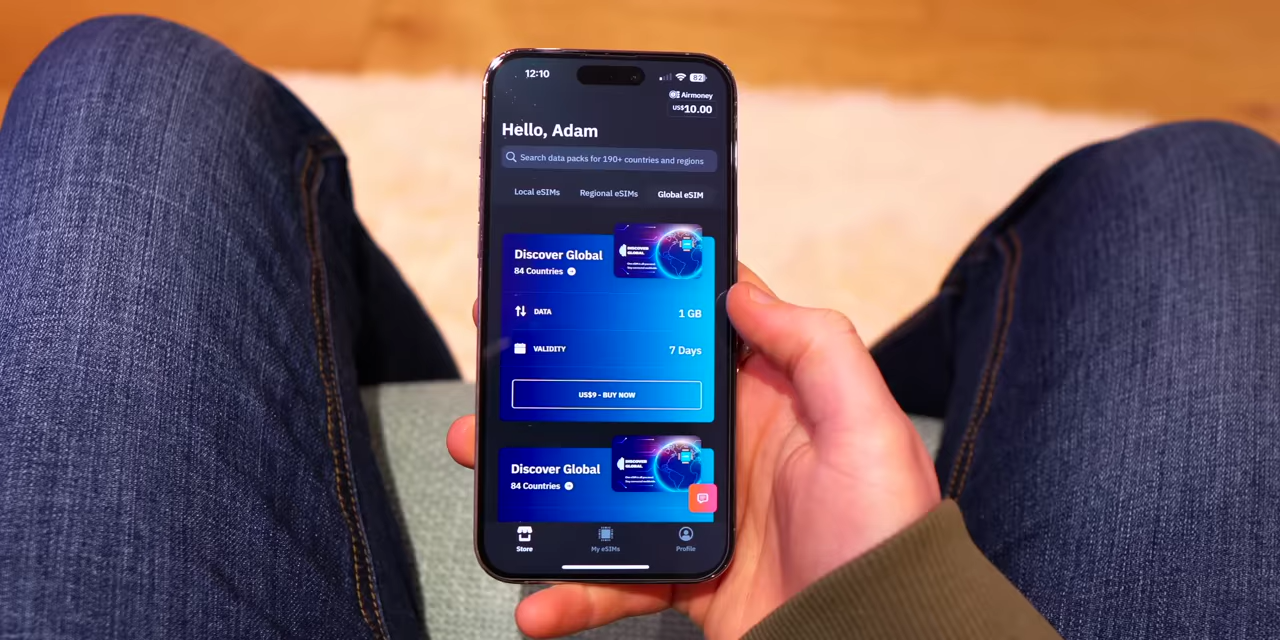 12:10
82
Airmoney
US$10.00
Hello, Adam
Search data packs for 190+ countries and regions
Local eSIMs Regional eSIMs Global eSIM
Discover Global
84 Countries
DISCOVER
GLOBAL
DATA 1 GB
VALIDITY 7 Days
US$9 - BUY NOW
Discover Global
84 Countries
DISCOVER
GLOBAL
Store My eSIMs Profile